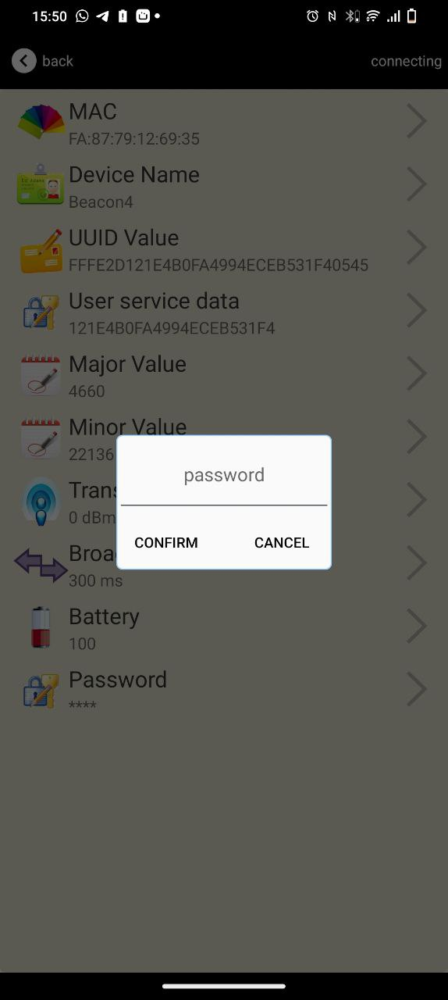 15:50
back
connecting
MAC
FA:87:79:12:69:35
Device Name
Beacon4
UUID Value
FFFE2D121E4B0FA4994ECEB531F40545
User service data
121E4B0FA4994ECEB531F4
Major Value
4660
Minor Value
22136
password
Trans
0 dBm
CONFIRM CANCEL
Broa
300 ms
Battery
100
Password
****